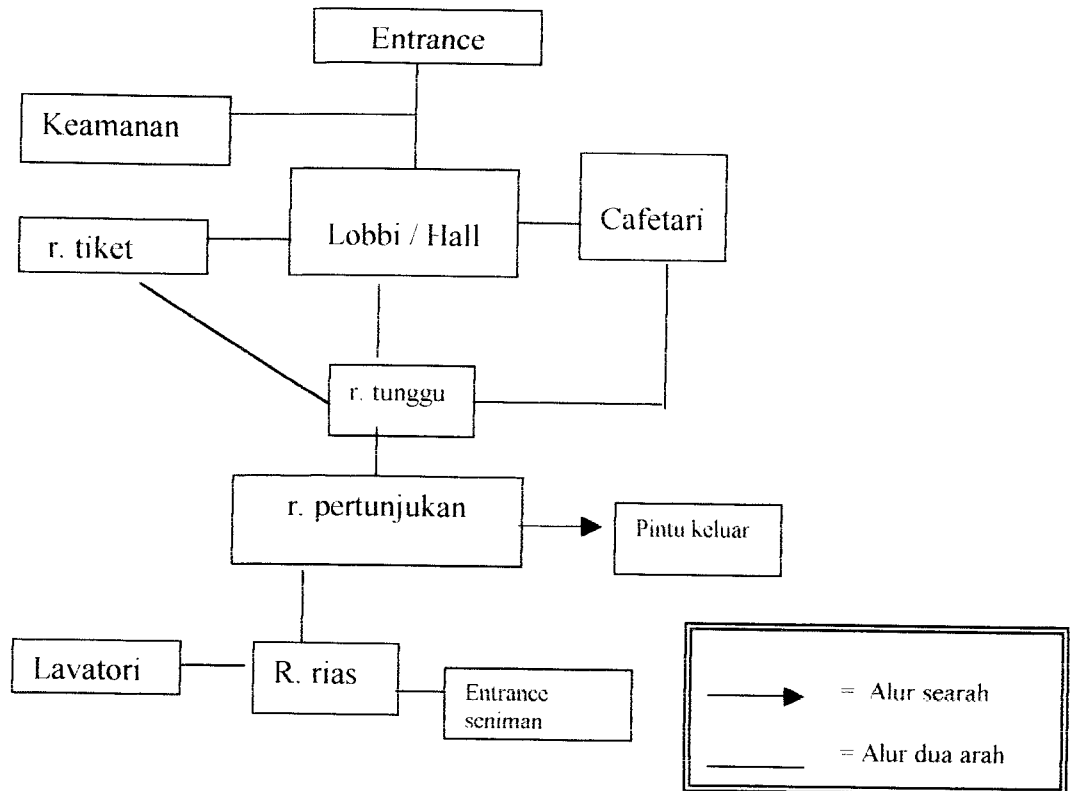 Entrance
Keamanan
Lobbi / Hall
Cafetari
r. tiket
r. tunggu
r. pertunjukan
Pintu keluar
Lavatori
R. rias
Entrance
seniman
= Alur searah
= Alur dua arah